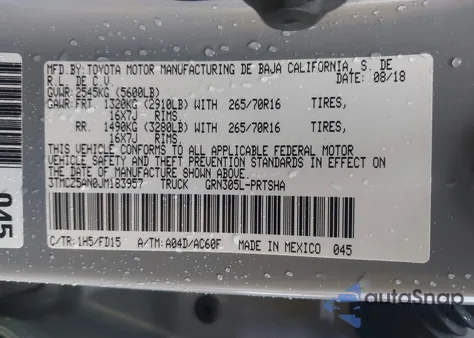 MFD.BY: TOYOTA MOTOR MANUFACTURING DE BAJA CALIFORNIA, S. DE
R.L. DE C.V. DATE: 08/18
GVWR: 2545KG (5600LB)
GAWR: FRT. 1320KG (2910LB) WITH 265/70R16 TIRES,
16X7J RIMS,
RR. 1490KG (3280LB) WITH 265/70R16 TIRES,
16X7J RIMS.
THIS VEHICLE CONFORMS TO ALL APPLICABLE FEDERAL MOTOR
VEHICLE SAFETY STANDARDS IN EFFECT ON THE DATE OF
MANUFACTURE SHOWN ABOVE.
3TMCZ5AN0JM183957 TRUCK GRN305L-PRTSHA
C/TR: 1H5/FD15 A/TM: A04D/AC60F MADE IN MEXICO 045
045
autoSnap